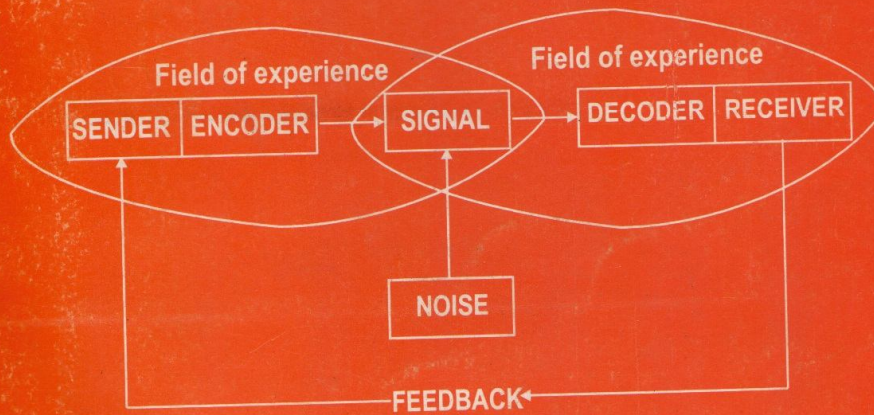 Field of experience
Field of experience
SENDER ENCODER
SIGNAL
DECODER RECEIVER
NOISE
FEEDBACK